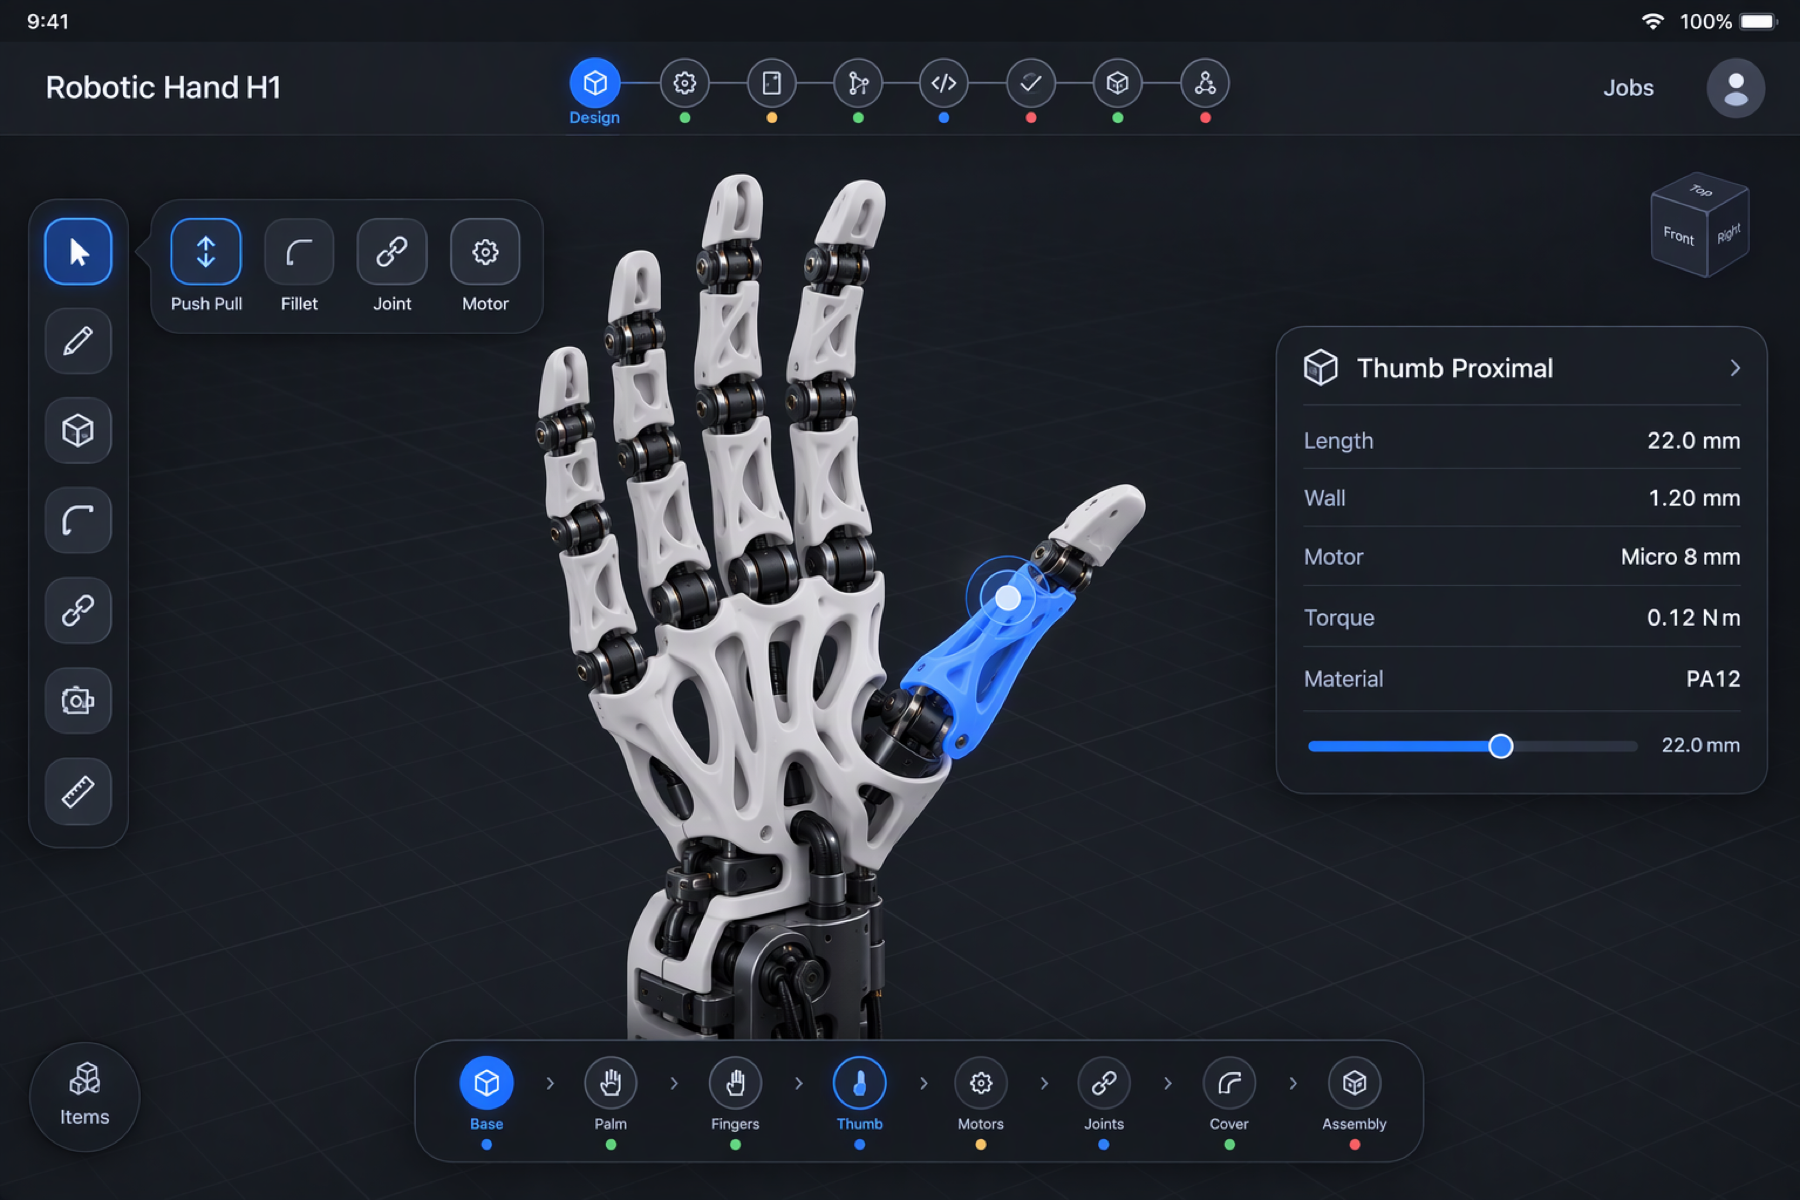 9:41
100%
Robotic Hand H1
Design
Jobs
Push Pull
Fillet
Joint
Motor
Top
Front
Right
Thumb Proximal
Length 22.0 mm
Wall 1.20 mm
Motor Micro 8 mm
Torque 0.12 N m
Material PA12
22.0 mm
Items
Base
Palm
Fingers
Thumb
Motors
Joints
Cover
Assembly